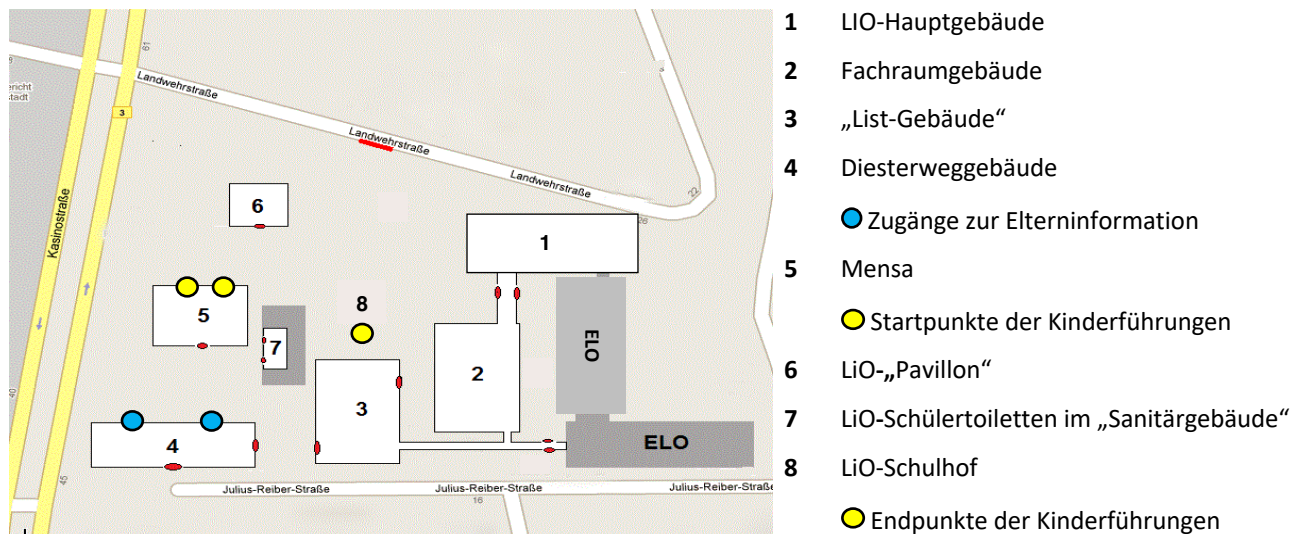 61
ericht
stadt
Landwehrstraße
3
Landwehrstraße
Landwehrstraße
22
26
Kasinostraße
6
1
5
8
7
ELO
2
3
40
4
ELO
45
Julius-Reiber-Straße
Julius-Reiber-Straße
Julius-Reiber-Straße
16
1 LIO-Hauptgebäude
2 Fachraumgebäude
3 „List-Gebäude“
4 Diesterweggebäude
Zugänge zur Elterninformation
5 Mensa
Startpunkte der Kinderführungen
6 LiO-„Pavillon“
7 LiO-Schülertoiletten im „Sanitärgebäude“
8 LiO-Schulhof
Endpunkte der Kinderführungen